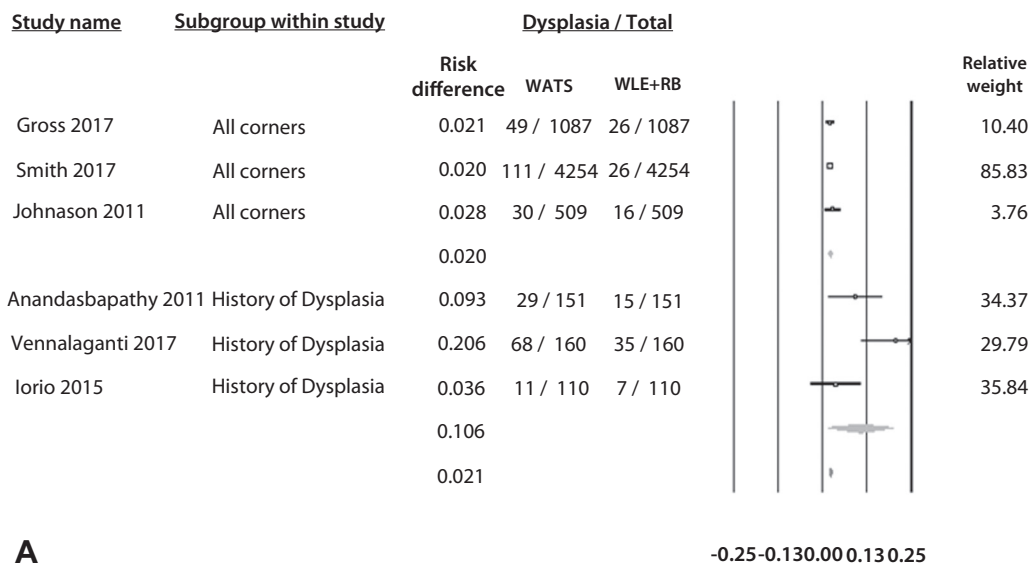 Study name Subgroup within study Dysplasia / Total
Risk difference WATS WLE+RB Relative weight
Gross 2017 All corners 0.021 49 / 1087 26 / 1087 10.40
Smith 2017 All corners 0.020 111 / 4254 26 / 4254 85.83
Johnason 2011 All corners 0.028 30 / 509 16 / 509 3.76
0.020
Anandasbapathy 2011 History of Dysplasia 0.093 29 / 151 15 / 151 34.37
Vennalaganti 2017 History of Dysplasia 0.206 68 / 160 35 / 160 29.79
Iorio 2015 History of Dysplasia 0.036 11 / 110 7 / 110 35.84
0.106
0.021
A -0.25 -0.13 0.00 0.13 0.25